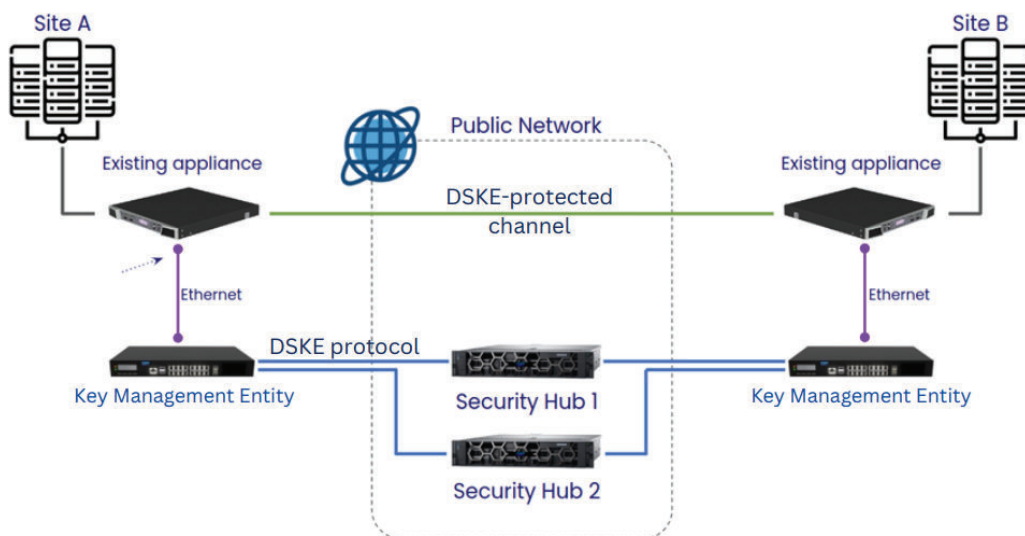 Site A
Site B
Public Network
Existing appliance
Existing appliance
DSKE-protected
channel
Ethernet
Ethernet
DSKE protocol
Key Management Entity
Security Hub 1
Key Management Entity
Security Hub 2